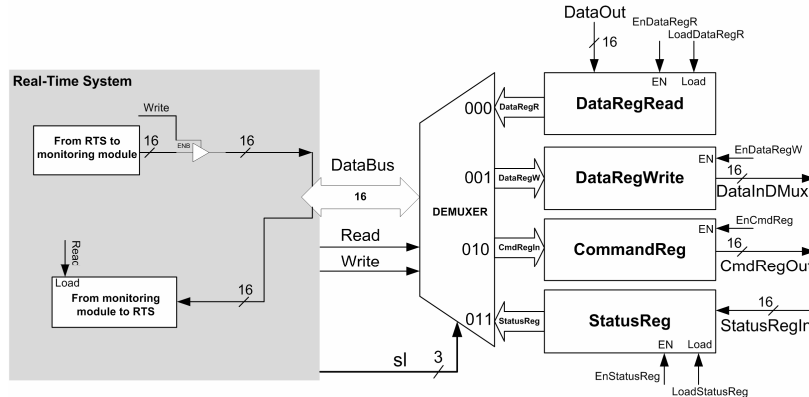 DataOut
16
EnDataRegR
LoadDataRegR
Real-Time System
Write
From RTS to
monitoring module
16
ENB
16
DataBus
16
Read
Write
Reac
Load
From monitoring
module to RTS
16
sl
3
DEMUXER
000
DataRegR
EN
Load
DataRegRead
001
DataRegW
EN
DataRegWrite
EnDataRegW
16
DataInDMux
010
CmdRegIn
EN
CommandReg
EnCmdReg
16
CmdRegOut
011
StatusReg
StatusReg
EN
Load
16
StatusRegIn
EnStatusReg
LoadStatusReg